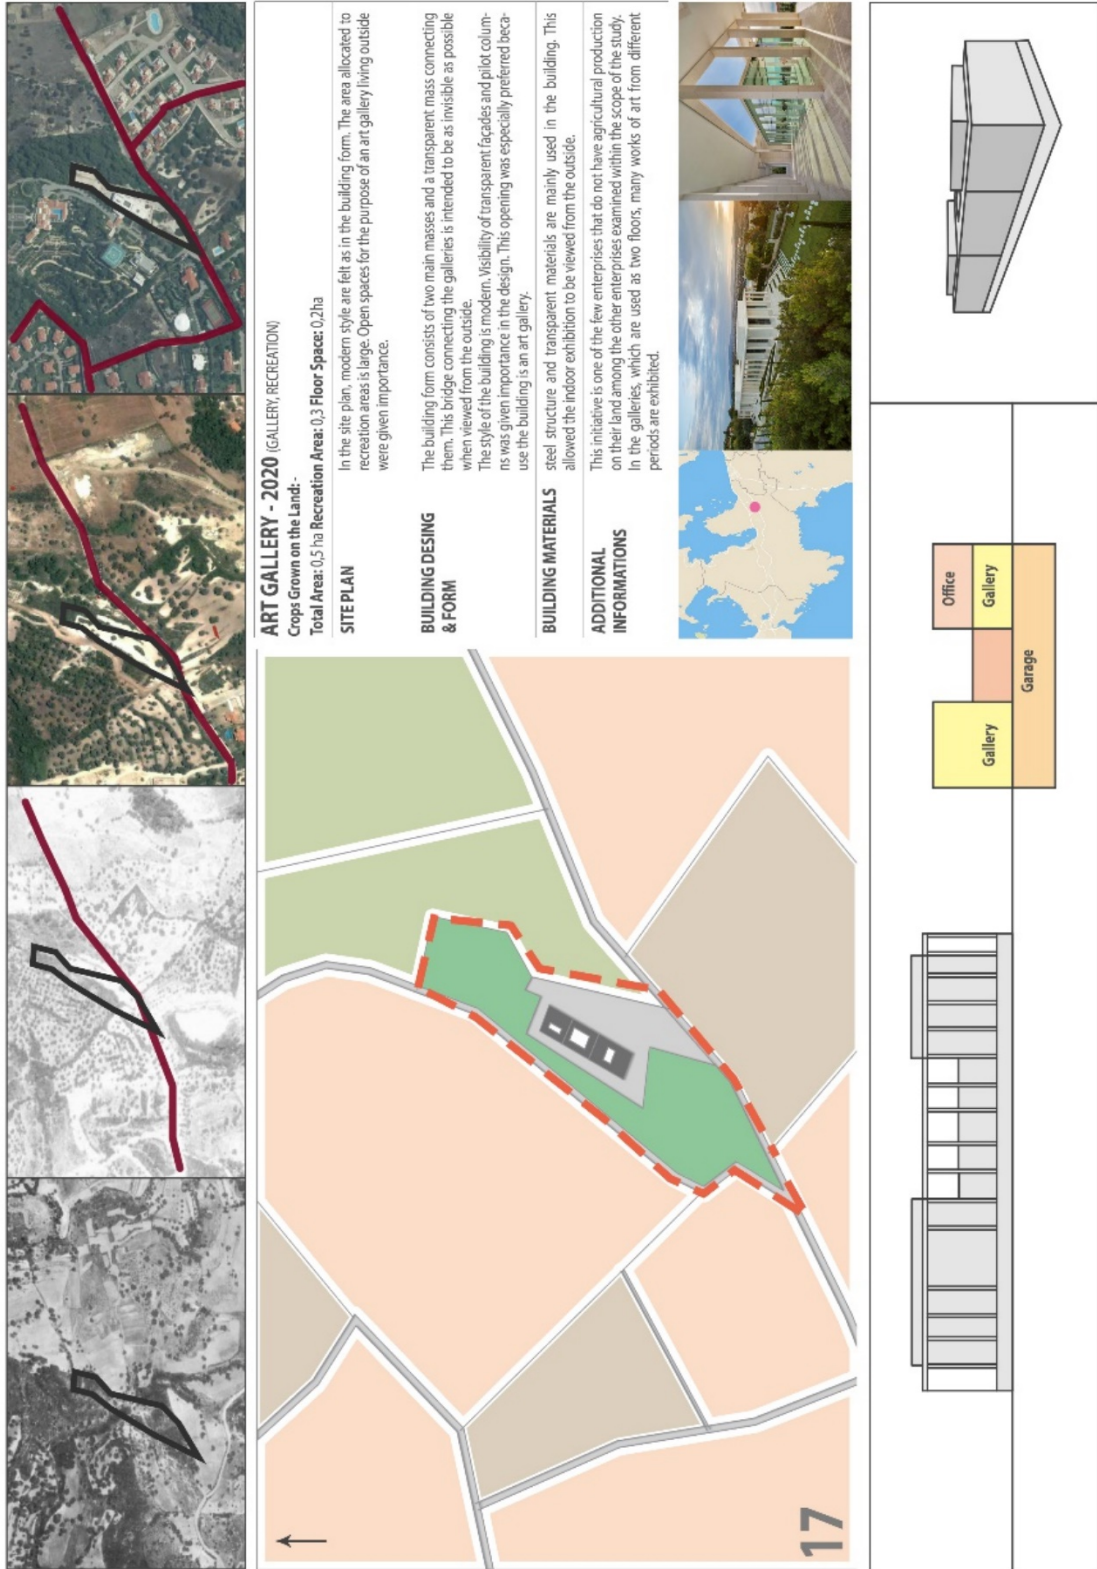 ART GALLERY - 2020 (GALLERY, RECREATION)
Crops Grown on the Land: -
Total Area: 0,5 ha Recreation Area: 0,3 Floor Space: 0,2ha
SITE PLAN
In the site plan, modern style are felt as in the building form. The area allocated to
recreation areas is large. Open spaces for the purpose of an art gallery living outside
were given importance.
BUILDING DESING
& FORM
The building form consists of two main masses and a transparent mass connecting
them. This bridge connecting the galleries is intended to be as invisible as possible
when viewed from the outside.
The style of the building is modern. Visibility of transparent façades and pilot colum-
ns was given importance in the design. This opening was especially preferred beca-
use the building is an art gallery.
BUILDING MATERIALS
steel structure and transparent materials are mainly used in the building. This
allowed the indoor exhibition to be viewed from the outside.
ADDITIONAL
INFORMATIONS
This initiative is one of the few enterprises that do not have agricultural production
on their land among the other enterprises examined within the scope of the study.
In the galleries, which are used as two floors, many works of art from different
periods are exhibited.
17
Gallery
Office
Gallery
Garage